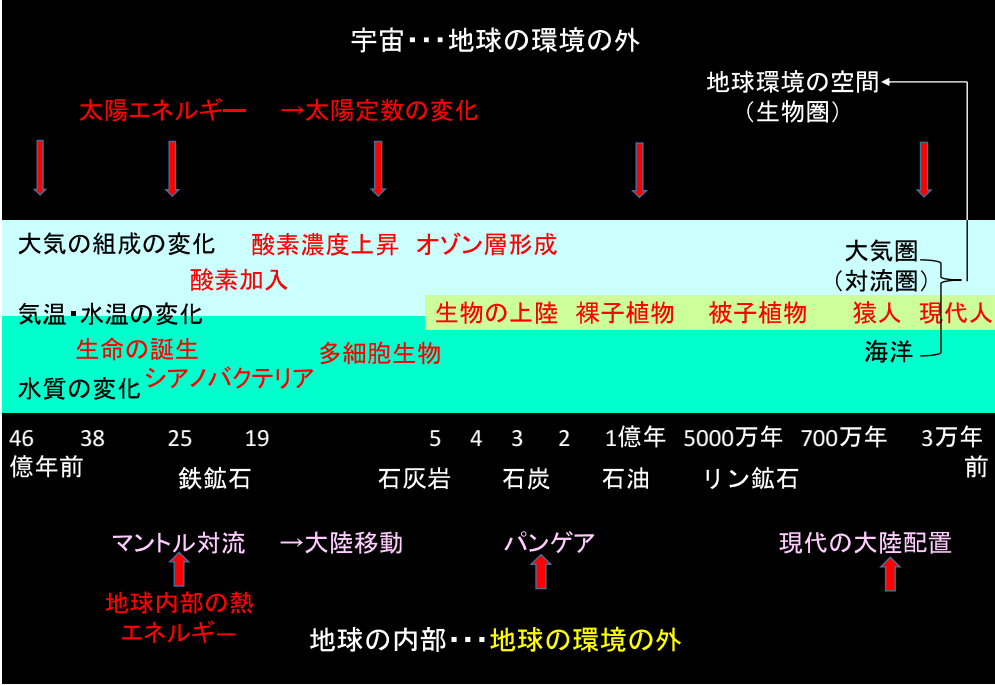 宇宙・・・地球の環境の外
地球環境の空間
（生物圏）
太陽エネルギー　→太陽定数の変化
大気の組成の変化　酸素濃度上昇　オゾン層形成
大気圏
（対流圏）
酸素加入
気温・水温の変化
生物の上陸　裸子植物　被子植物　猿人　現代人
生命の誕生　多細胞生物　海洋
水質の変化　シアノバクテリア
46　38　25　19　5　4　3　2　1億年　5000万年　700万年　3万年
億年前　前
鉄鉱石　石灰岩　石炭　石油　リン鉱石
マントル対流　→大陸移動　パンゲア　現代の大陸配置
地球内部の熱
エネルギー
地球の内部・・・地球の環境の外